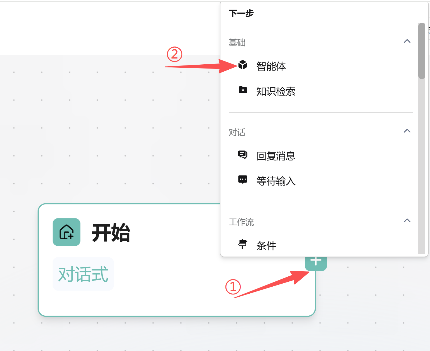 下一步
基础
② 智能体
知识检索
对话
回复消息
等待输入
工作流
条件
开始
对话式
①